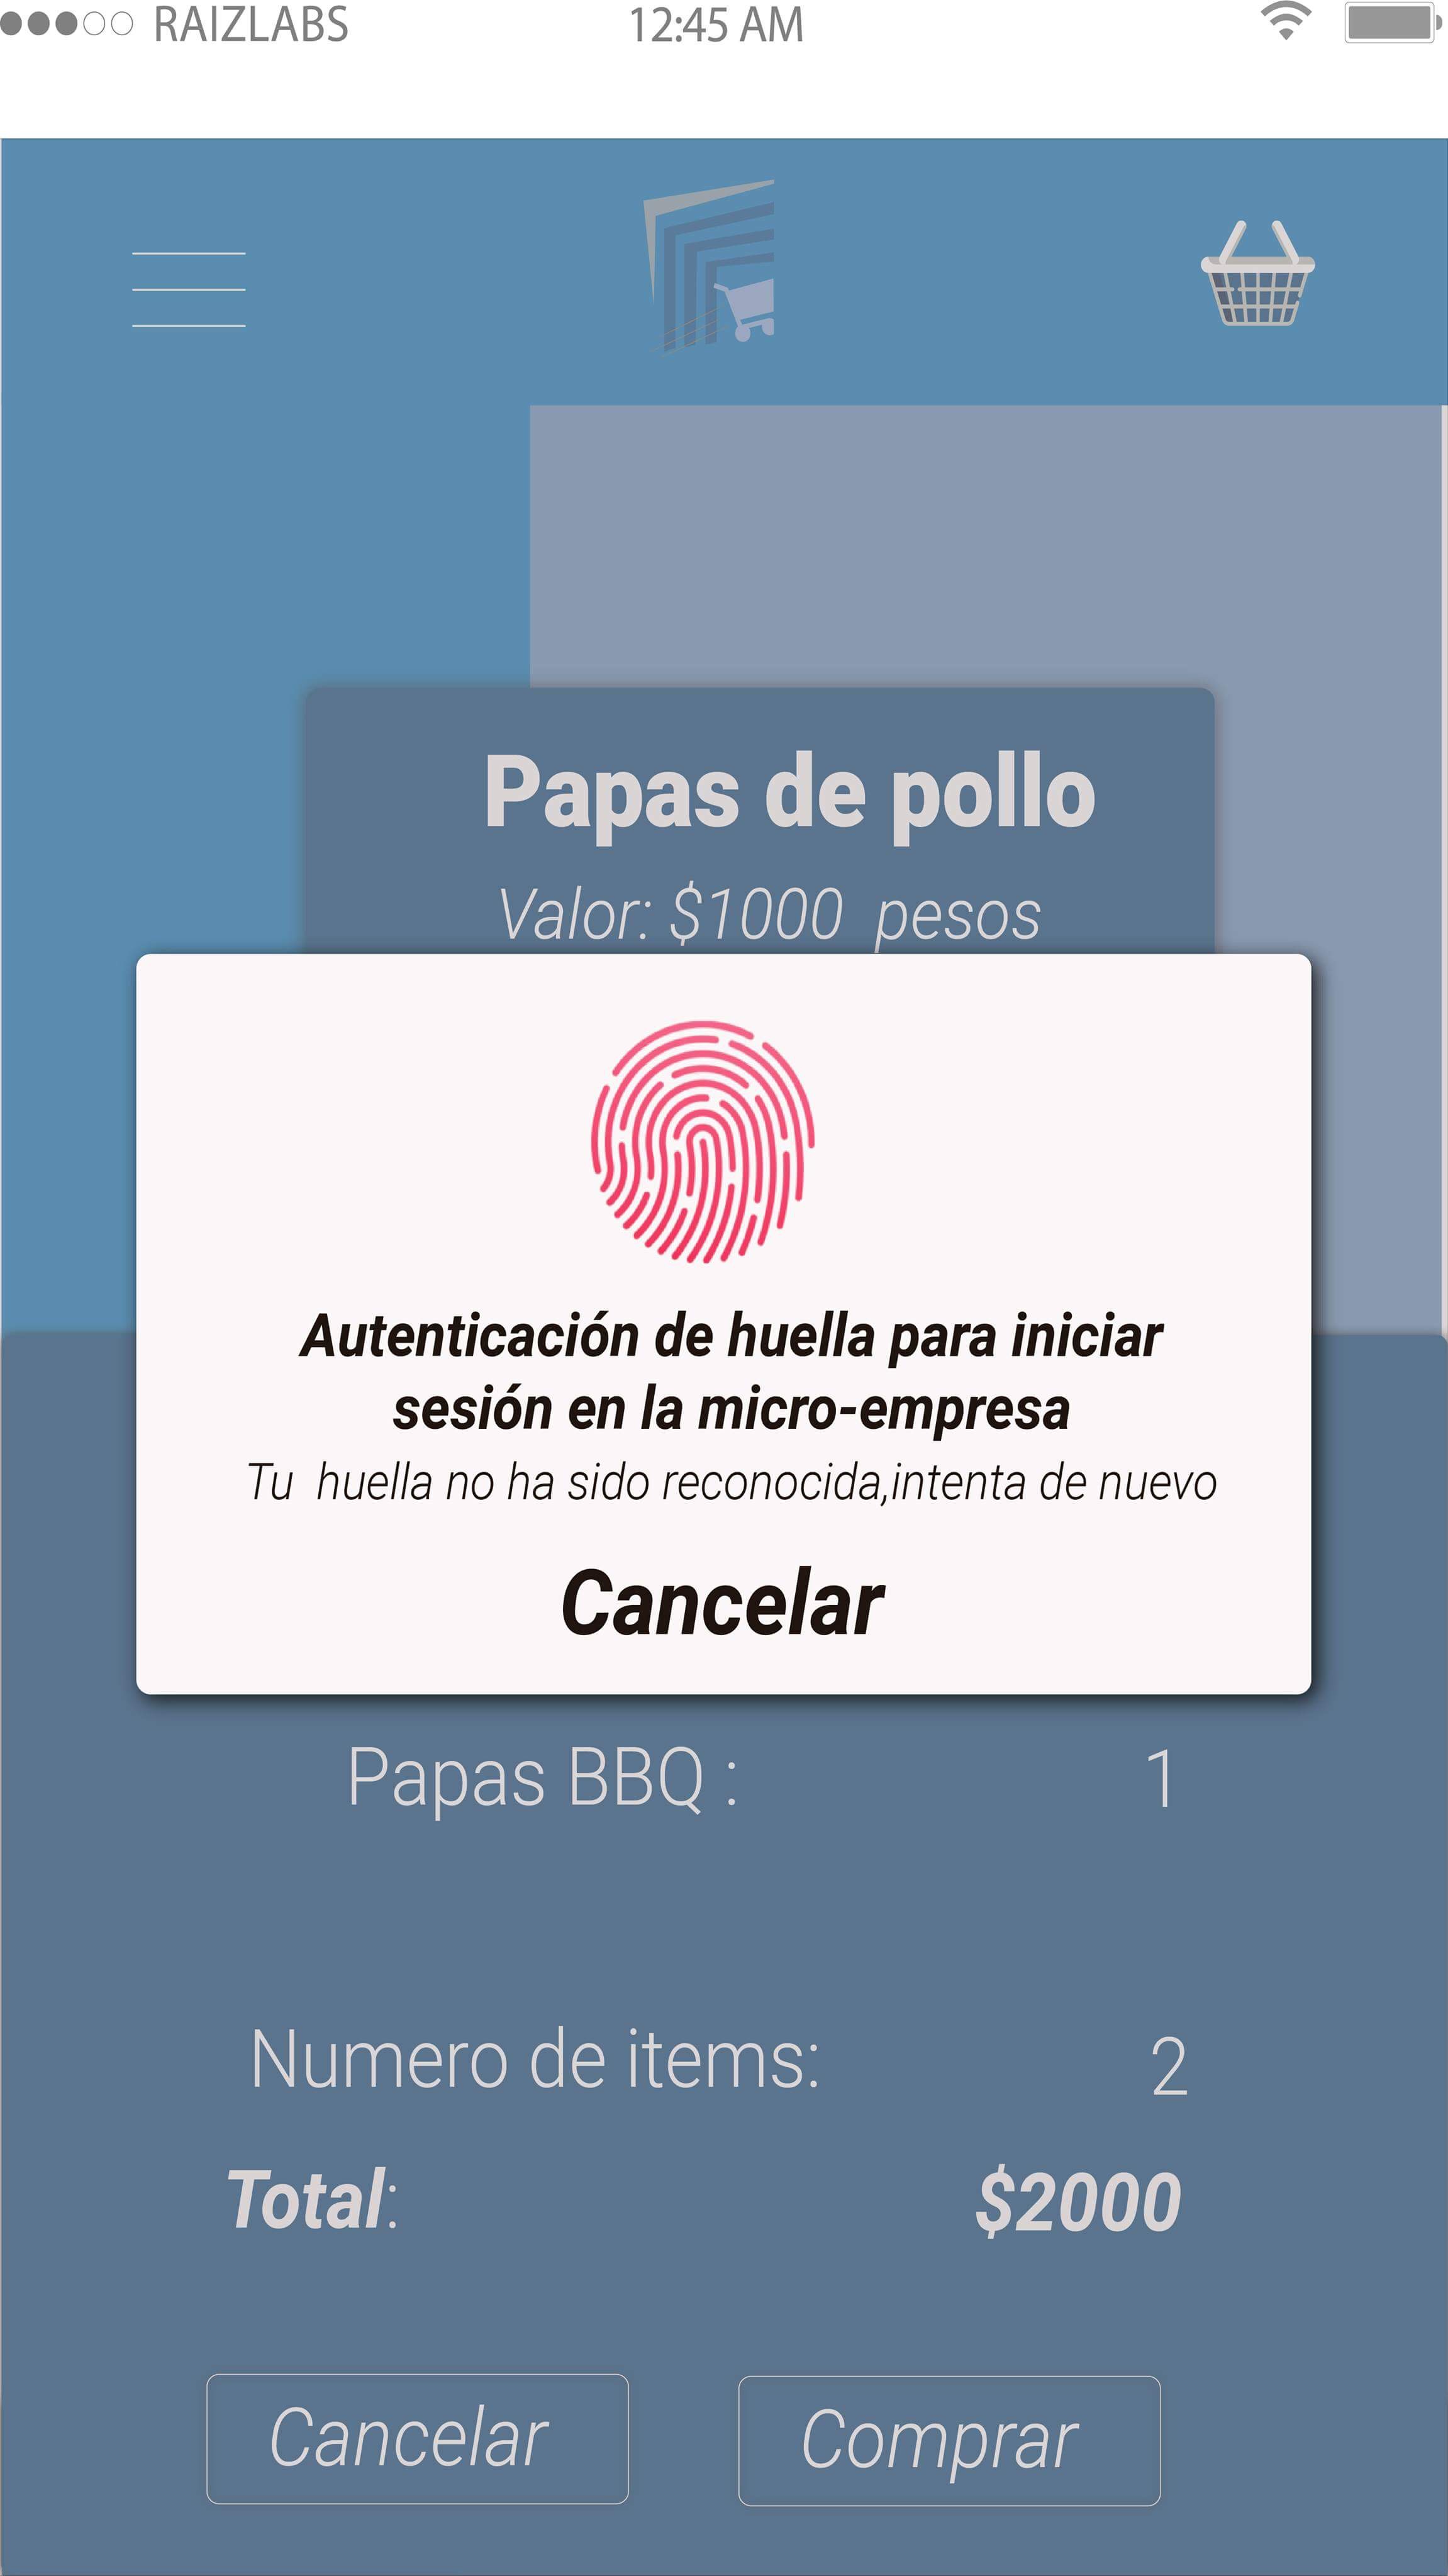 RAIZLABS 12:45 AM
Papas de pollo
Valor: $1000 pesos
Autenticación de huella para iniciar
sesión en la micro-empresa
Tu huella no ha sido reconocida,intenta de nuevo
Cancelar
Papas BBQ : 1
Numero de items: 2
Total: $2000
Cancelar Comprar